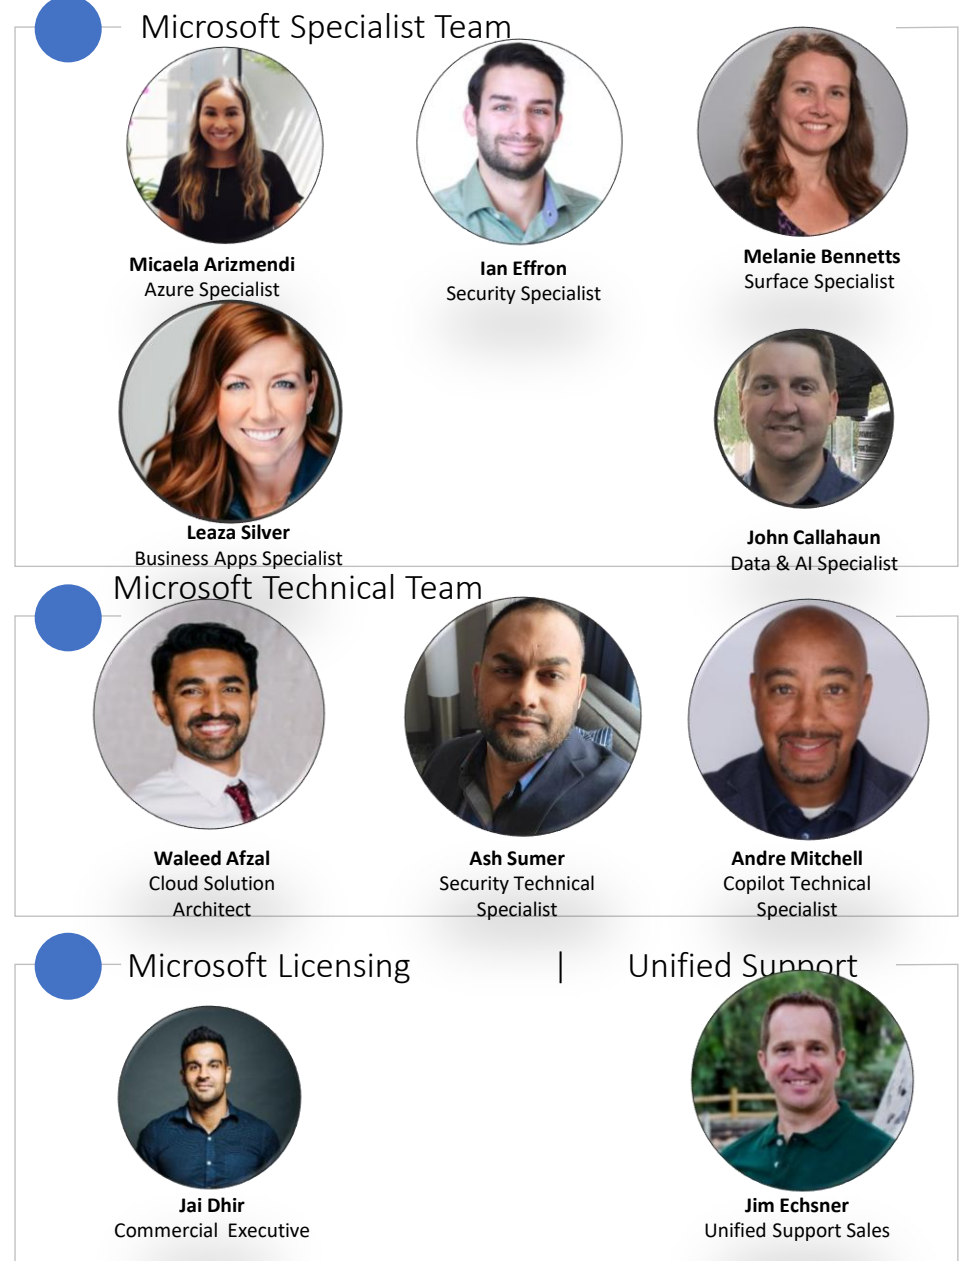 Microsoft Specialist Team
Micaela Arizmendi
Azure Specialist
Ian Effron
Security Specialist
Melanie Bennetts
Surface Specialist
Leaza Silver
Business Apps Specialist
John Callahaun
Data & AI Specialist
Microsoft Technical Team
Waleed Afzal
Cloud Solution
Architect
Ash Sumer
Security Technical
Specialist
Andre Mitchell
Copilot Technical
Specialist
Microsoft Licensing | Unified Support
Jai Dhir
Commercial Executive
Jim Echsner
Unified Support Sales